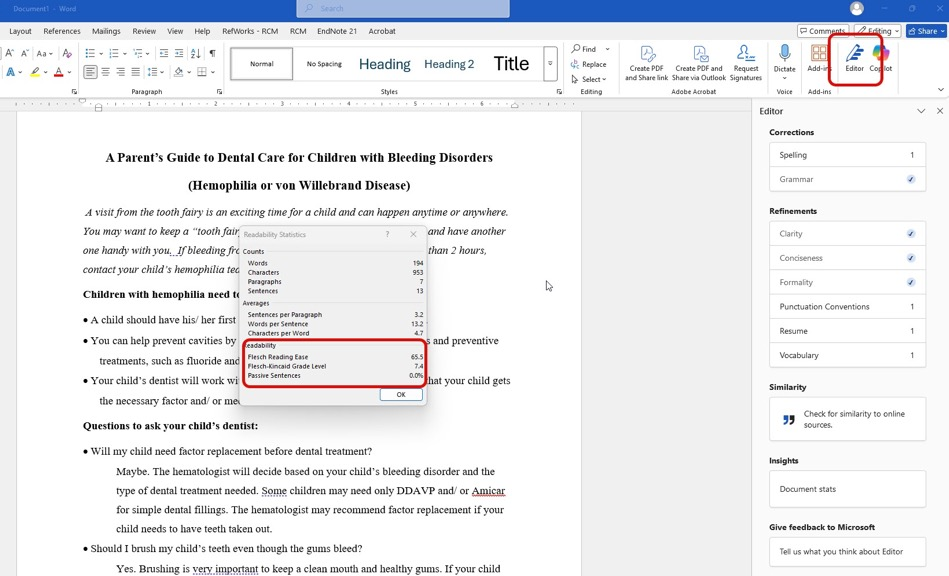 Document1 - Word
Search
Layout References Mailings Review View Help RefWorks - RCM RCM EndNote 21 Acrobat
Comments Editing Share
Aa
A A
Normal
No Spacing
Heading
Heading 2
Title
Find
Replace
Select
Create PDF
and Share link
Create PDF and
Share via Outlook
Request
Signatures
Dictate
Add-ins
Editor
Copilot
Paragraph
Styles
Editing
Adobe Acrobat
Voice
Add-ins
1 2 3 4 5 6
A Parent's Guide to Dental Care for Children with Bleeding Disorders
(Hemophilia or von Willebrand Disease)
A visit from the tooth fairy is an exciting time for a child and can happen anytime or anywhere.
You may want to keep a “tooth fair and have another
one handy with you. If bleeding fro than 2 hours,
contact your child's hemophilia tea
Children with hemophilia need to
• A child should have his/ her first
• You can help prevent cavities by s and preventive
treatments, such as fluoride and
• Your child's dentist will work wi that your child gets
the necessary factor and/ or me
Questions to ask your child's dentist:
• Will my child need factor replacement before dental treatment?
Maybe. The hematologist will decide based on your child's bleeding disorder and the
type of dental treatment needed. Some children may need only DDAVP and/ or Amicar
for simple dental fillings. The hematologist may recommend factor replacement if your
child needs to have teeth taken out.
• Should I brush my child's teeth even though the gums bleed?
Yes. Brushing is very important to keep a clean mouth and healthy gums. If your child
Readability Statistics ?
Counts
Words 194
Characters 953
Paragraphs 7
Sentences 13
Averages
Sentences per Paragraph 3.2
Words per Sentence 13.2
Characters per Word 4.7
Readability
Flesch Reading Ease 65.5
Flesch-Kincaid Grade Level 7.4
Passive Sentences 0.0%
OK
Editor
Corrections
Spelling 1
Grammar
Refinements
Clarity
Conciseness
Formality
Punctuation Conventions 1
Resume 1
Vocabulary 1
Similarity
Check for similarity to online
sources.
Insights
Document stats
Give feedback to Microsoft
Tell us what you think about Editor